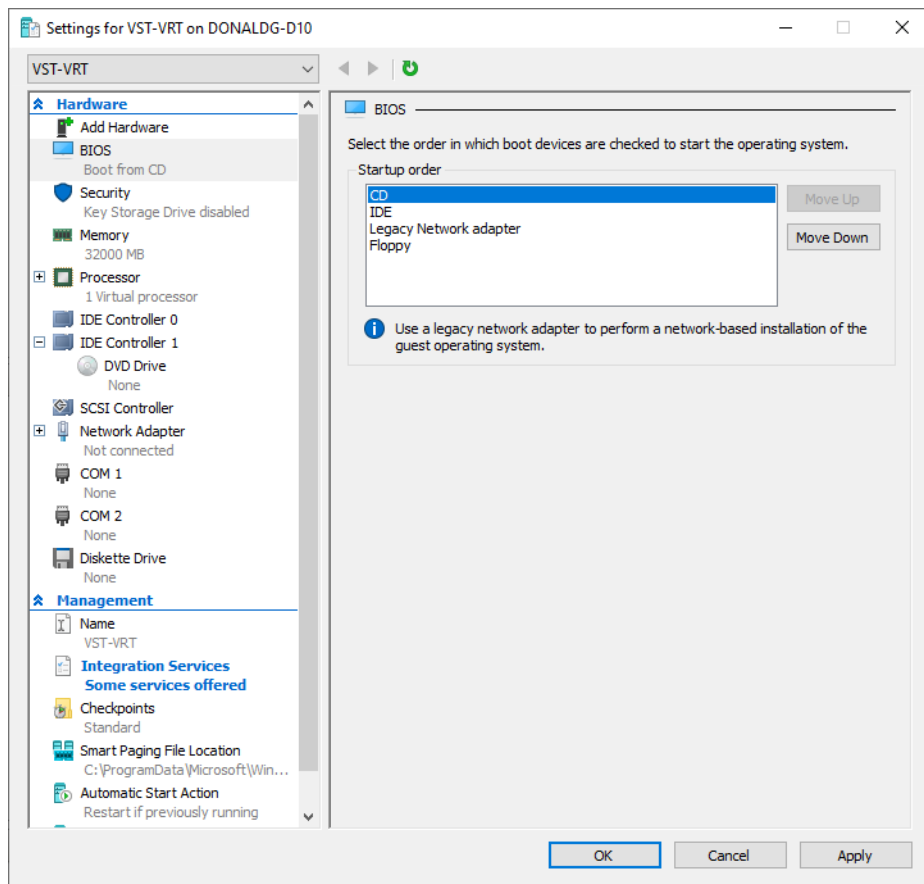 Settings for VST-VRT on DONALDG-D10
VST-VRT
Hardware
Add Hardware
BIOS
Boot from CD
Security
Key Storage Drive disabled
Memory
32000 MB
Processor
1 Virtual processor
IDE Controller 0
IDE Controller 1
DVD Drive
None
SCSI Controller
Network Adapter
Not connected
COM 1
None
COM 2
None
Diskette Drive
None
Management
Name
VST-VRT
Integration Services
Some services offered
Checkpoints
Standard
Smart Paging File Location
C:\ProgramData\Microsoft\Win...
Automatic Start Action
Restart if previously running
BIOS
Select the order in which boot devices are checked to start the operating system.
Startup order
CD
IDE
Legacy Network adapter
Floppy
Move Up
Move Down
Use a legacy network adapter to perform a network-based installation of the
guest operating system.
OK
Cancel
Apply